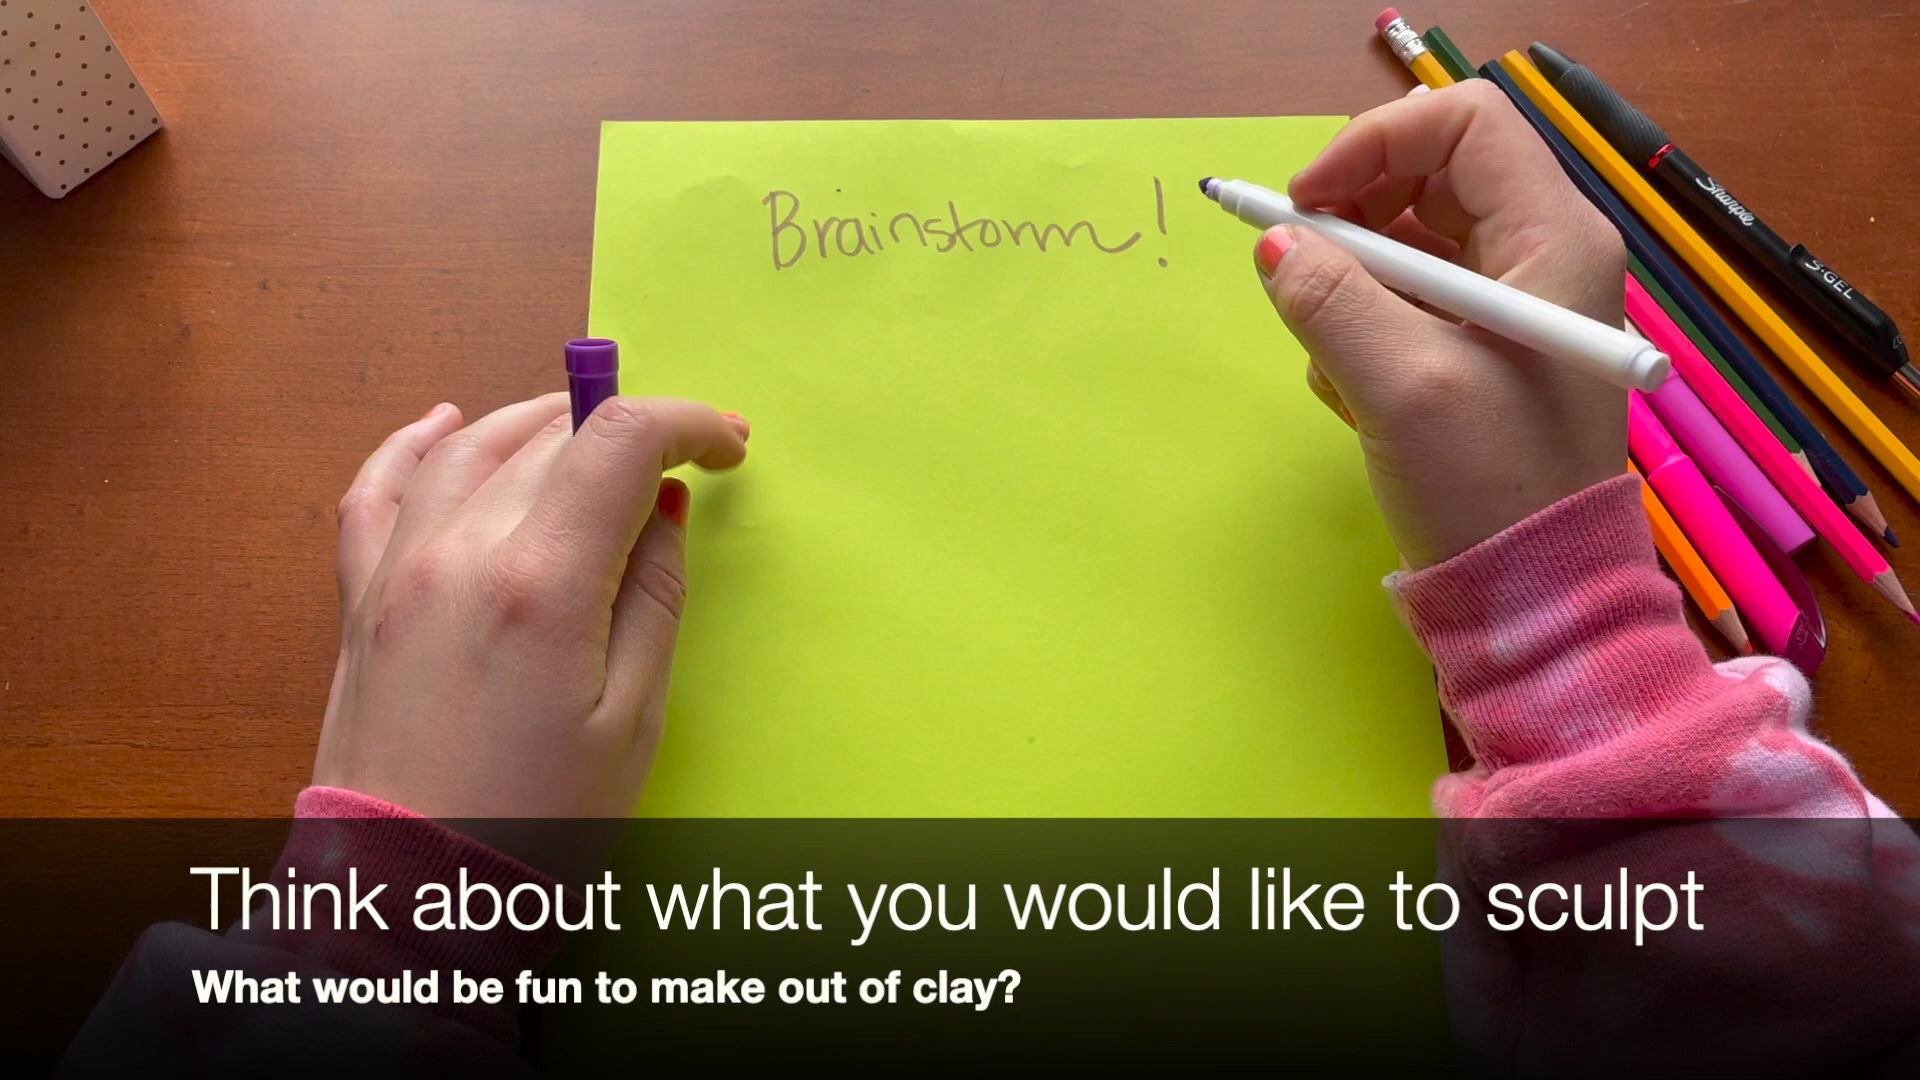 Brainstorm!
Sharpie
S·GEL
Think about what you would like to sculpt
What would be fun to make out of clay?